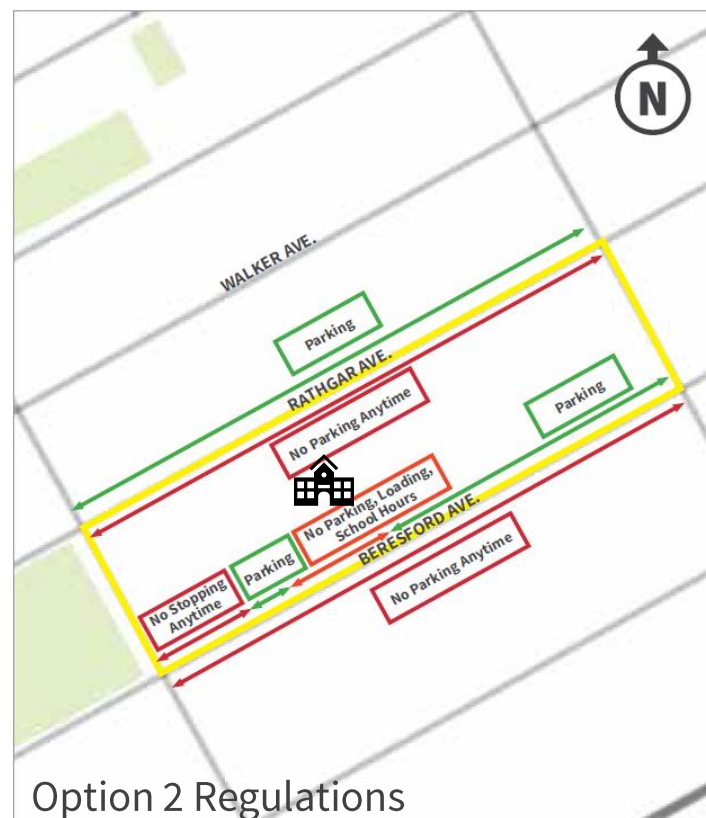 N
WALKER AVE.
Parking
RATHGAR AVE.
No Parking Anytime
Parking
No Parking, Loading,
School Hours
BERESFORD AVE.
Parking
No Stopping
Anytime
No Parking Anytime
Option 2 Regulations